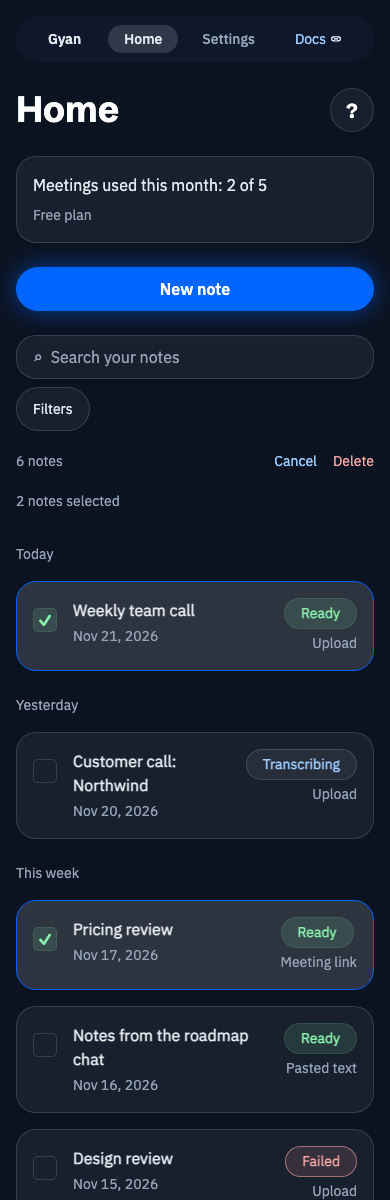 Gyan Home Settings Docs
Home
?
Meetings used this month: 2 of 5
Free plan
New note
Search your notes
Filters
6 notes Cancel Delete
2 notes selected
Today
Weekly team call Ready
Nov 21, 2026 Upload
Yesterday
Customer call: Transcribing
Northwind Upload
Nov 20, 2026
This week
Pricing review Ready
Nov 17, 2026 Meeting link
Notes from the roadmap Ready
chat Pasted text
Nov 16, 2026
Design review Failed
Nov 15, 2026 Upload